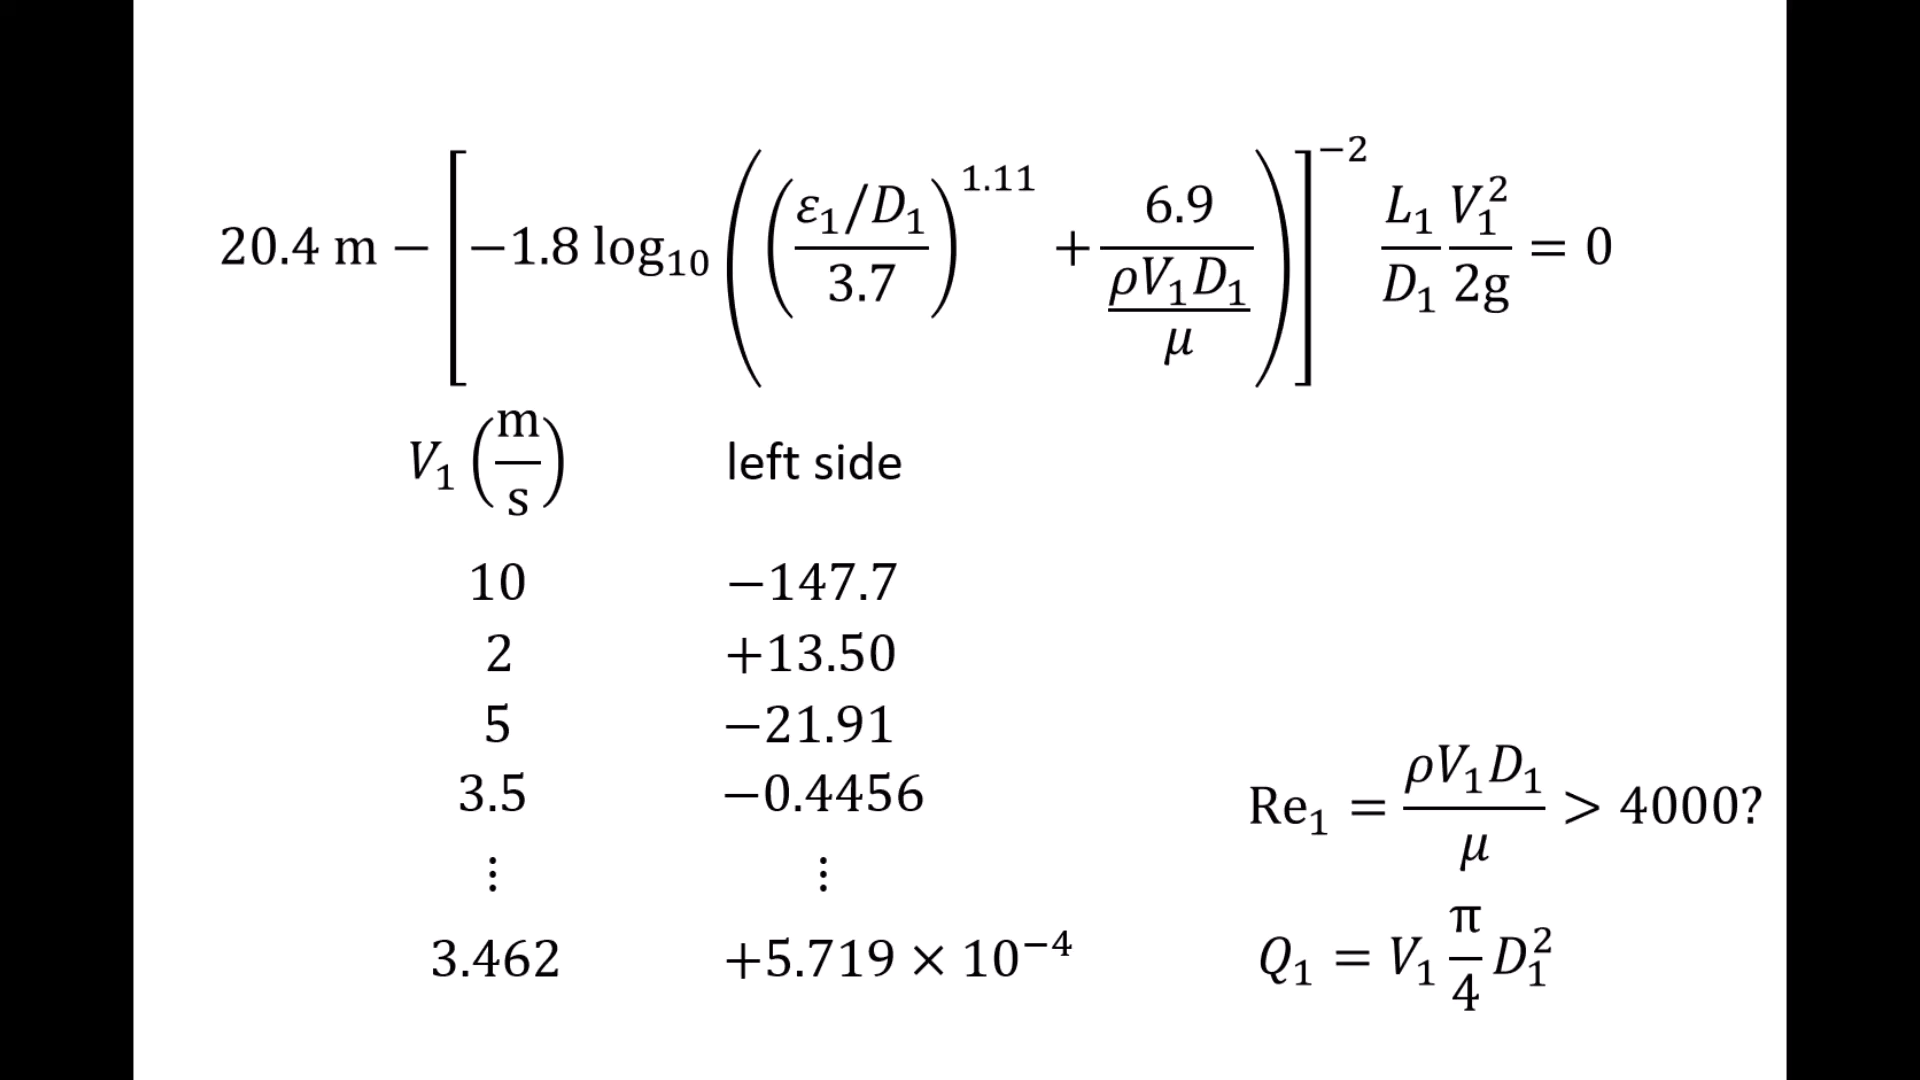 20.4 m − [−1.8 log₁₀(((ε₁/D₁)/3.7)^1.11 + 6.9/(ρV₁D₁/μ))]^−2 L₁/D₁ V₁²/2g = 0
V₁ (m/s) left side
10 −147.7
2 +13.50
5 −21.91
3.5 −0.4456
⋮ ⋮
3.462 +5.719 × 10⁻⁴
Re₁ = ρV₁D₁/μ > 4000?
Q₁ = V₁ π/4 D₁²